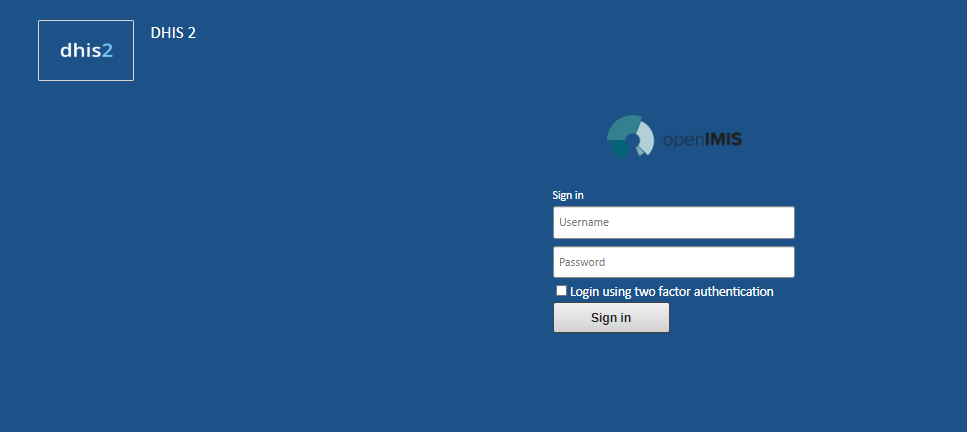 dhis2
DHIS 2
openIMIS
Sign in
Username
Password
Login using two factor authentication
Sign in